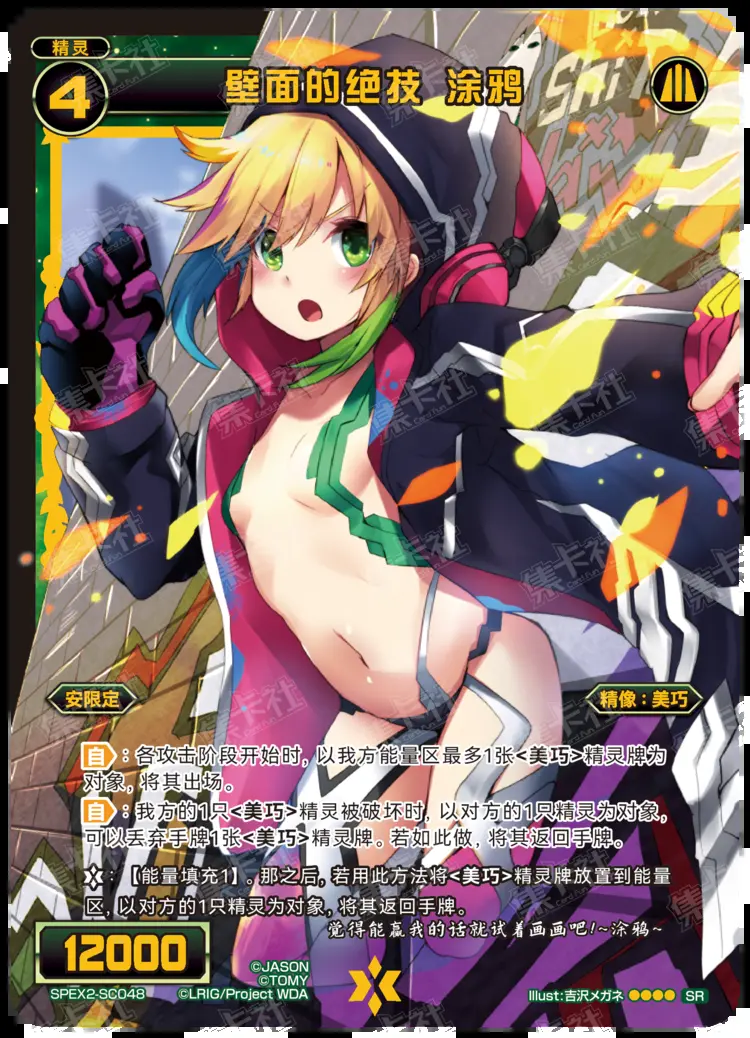 精灵
4
壁面的绝技 涂鸦
安限定
精像：美巧
自：各攻击阶段开始时，以我方能量区最多1张<美巧>精灵牌为
对象，将其出场。
自：我方的1只<美巧>精灵被破坏时，以对方的1只精灵为对象，
可以丢弃手牌1张<美巧>精灵牌。若如此做，将其返回手牌。
：【能量填充1】。那之后，若用此方法将<美巧>精灵牌放置到能量
区，以对方的1只精灵为对象，将其返回手牌。
觉得能赢我的话就试着画画吧!~涂鸦~
12000
©JASON
©TOMY
SPEX2-SC048 ©LRIG/Project WDA
Illust:吉沢メガネ SR
集卡社
Card.fun